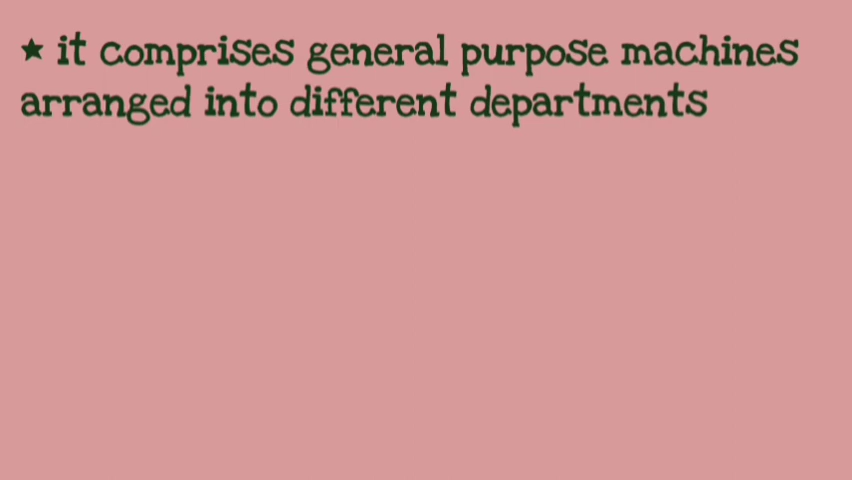 ★ it comprises general purpose machines
arranged into different departments